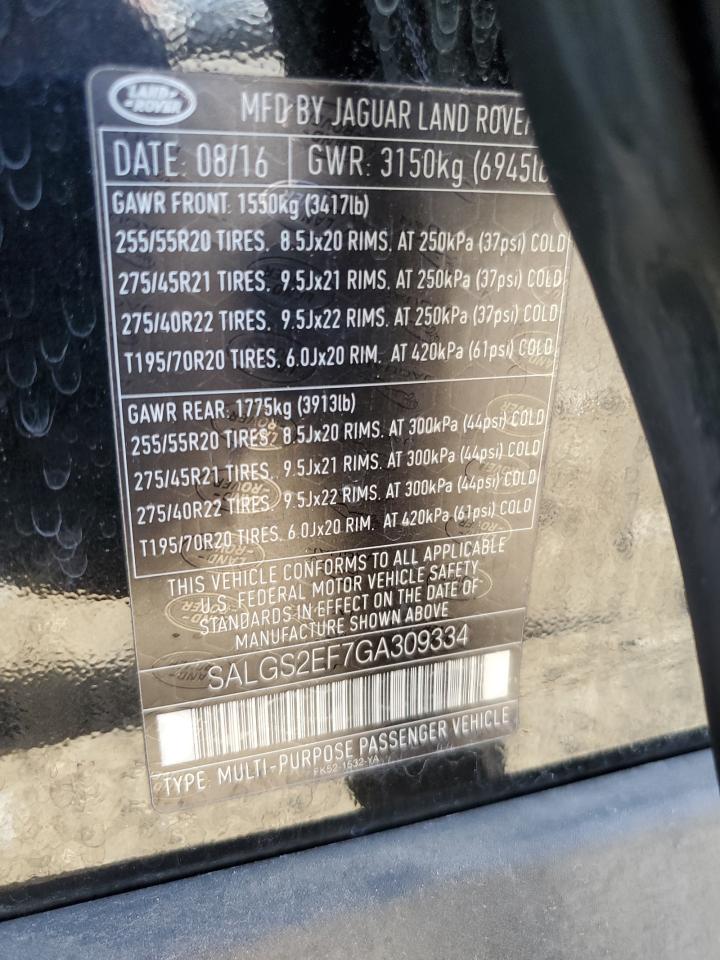 LAND-
-ROVER
MFD BY JAGUAR LAND ROVER
DATE: 08/16 GWR: 3150kg (6945lb
GAWR FRONT: 1550kg (3417lb)
255/55R20 TIRES, 8.5Jx20 RIMS. AT 250kPa (37psi) COLD
275/45R21 TIRES, 9.5Jx21 RIMS. AT 250kPa (37psi) COLD
275/40R22 TIRES, 9.5Jx22 RIMS. AT 250kPa (37psi) COLD
T195/70R20 TIRES. 6.0Jx20 RIM. AT 420kPa (61psi) COLD
GAWR REAR: 1775kg (3913lb)
255/55R20 TIRES, 8.5Jx20 RIMS. AT 300kPa (44psi) COLD
275/45R21 TIRES, 9.5Jx21 RIMS. AT 300kPa (44psi) COLD
275/40R22 TIRES, 9.5Jx22 RIMS. AT 300kPa (44psi) COLD
T195/70R20 TIRES. 6.0Jx20 RIM. AT 420kPa (61psi) COLD
THIS VEHICLE CONFORMS TO ALL APPLICABLE
U.S. FEDERAL MOTOR VEHICLE SAFETY
STANDARDS IN EFFECT ON THE DATE OF
MANUFACTURE SHOWN ABOVE
SALGS2EF7GA309334
TYPE: MULTI-PURPOSE PASSENGER VEHICLE
FK52-1532-YA